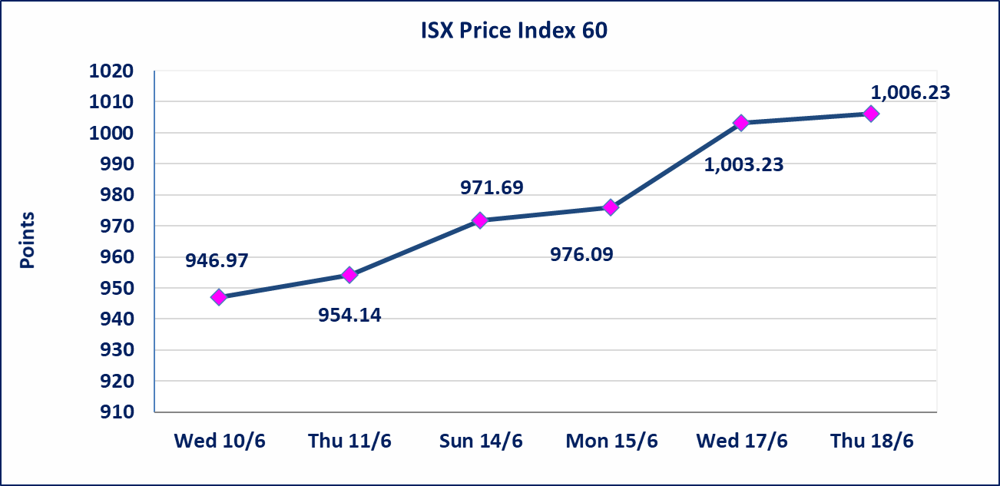 ISX Price Index 60
Points
1020
1010
1000
990
980
970
960
950
940
930
920
910
946.97
954.14
971.69
976.09
1,003.23
1,006.23
Wed 10/6
Thu 11/6
Sun 14/6
Mon 15/6
Wed 17/6
Thu 18/6